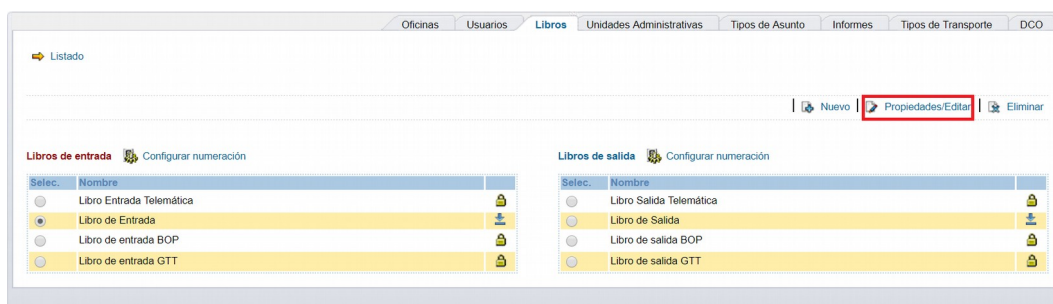 Oficinas Usuarios Libros Unidades Administrativas Tipos de Asunto Informes Tipos de Transporte DCO
Listado
Nuevo Propiedades/Editar Eliminar
Libros de entrada Configurar numeración
Selec. Nombre
Libro Entrada Telemática
Libro de Entrada
Libro de entrada BOP
Libro de entrada GTT
Libros de salida Configurar numeración
Selec. Nombre
Libro Salida Telemática
Libro de Salida
Libro de salida BOP
Libro de salida GTT